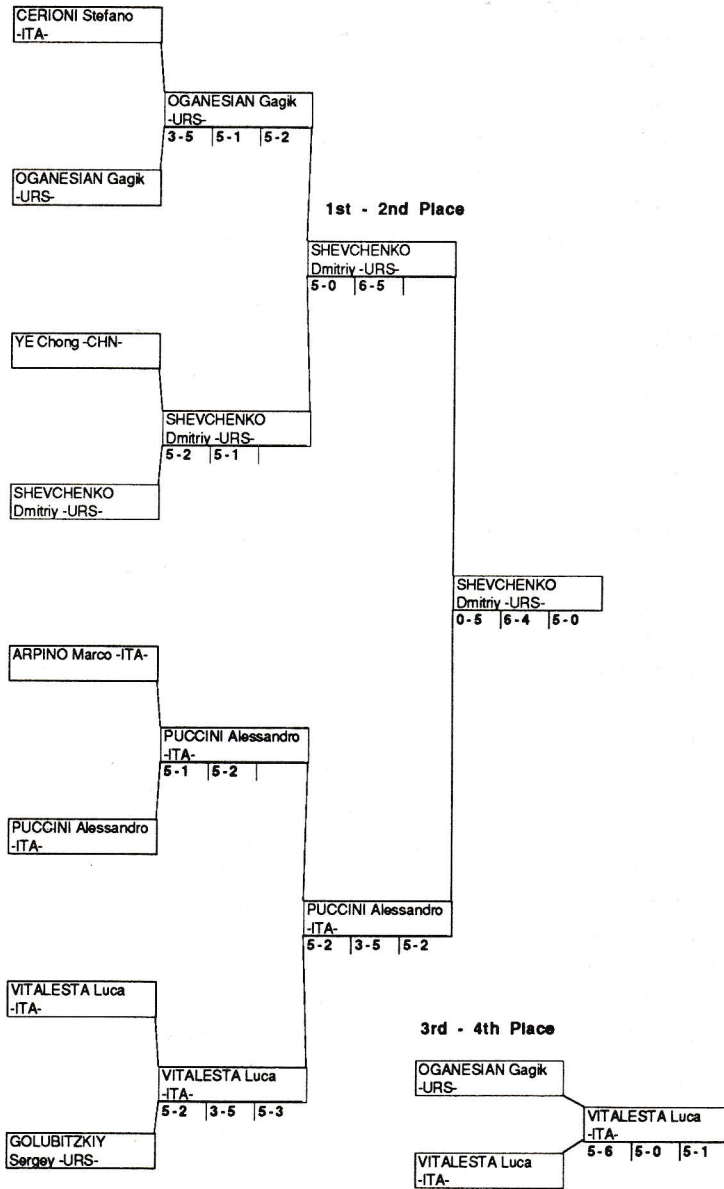 CERIONI Stefano
-ITA-
OGANESIAN Gagik
-URS-
3-5 5-1 5-2
OGANESIAN Gagik
-URS-
1st - 2nd Place
SHEVCHENKO
Dmitriy -URS-
5-0 6-5
YE Chong -CHN-
SHEVCHENKO
Dmitriy -URS-
5-2 5-1
SHEVCHENKO
Dmitriy -URS-
SHEVCHENKO
Dmitriy -URS-
0-5 6-4 5-0
ARPINO Marco -ITA-
PUCCINI Alessandro
-ITA-
5-1 5-2
PUCCINI Alessandro
-ITA-
PUCCINI Alessandro
-ITA-
5-2 3-5 5-2
VITALESTA Luca
-ITA-
3rd - 4th Place
OGANESIAN Gagik
-URS-
VITALESTA Luca
-ITA-
5-2 3-5 5-3
VITALESTA Luca
-ITA-
5-6 5-0 5-1
GOLUBITZKIY
Sergey -URS-
VITALESTA Luca
-ITA-